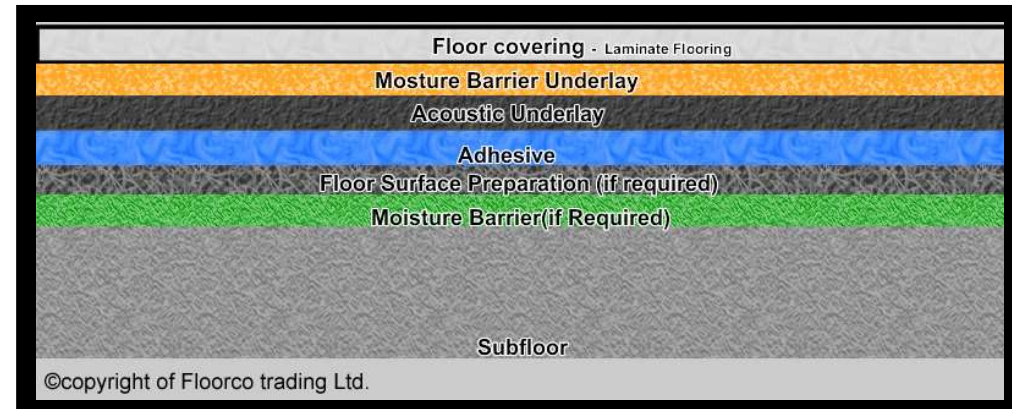 Floor covering - Laminate Flooring
Mosture Barrier Underlay
Acoustic Underlay
Adhesive
Floor Surface Preparation (if required)
Moisture Barrier(if Required)
Subfloor
©copyright of Floorco trading Ltd.